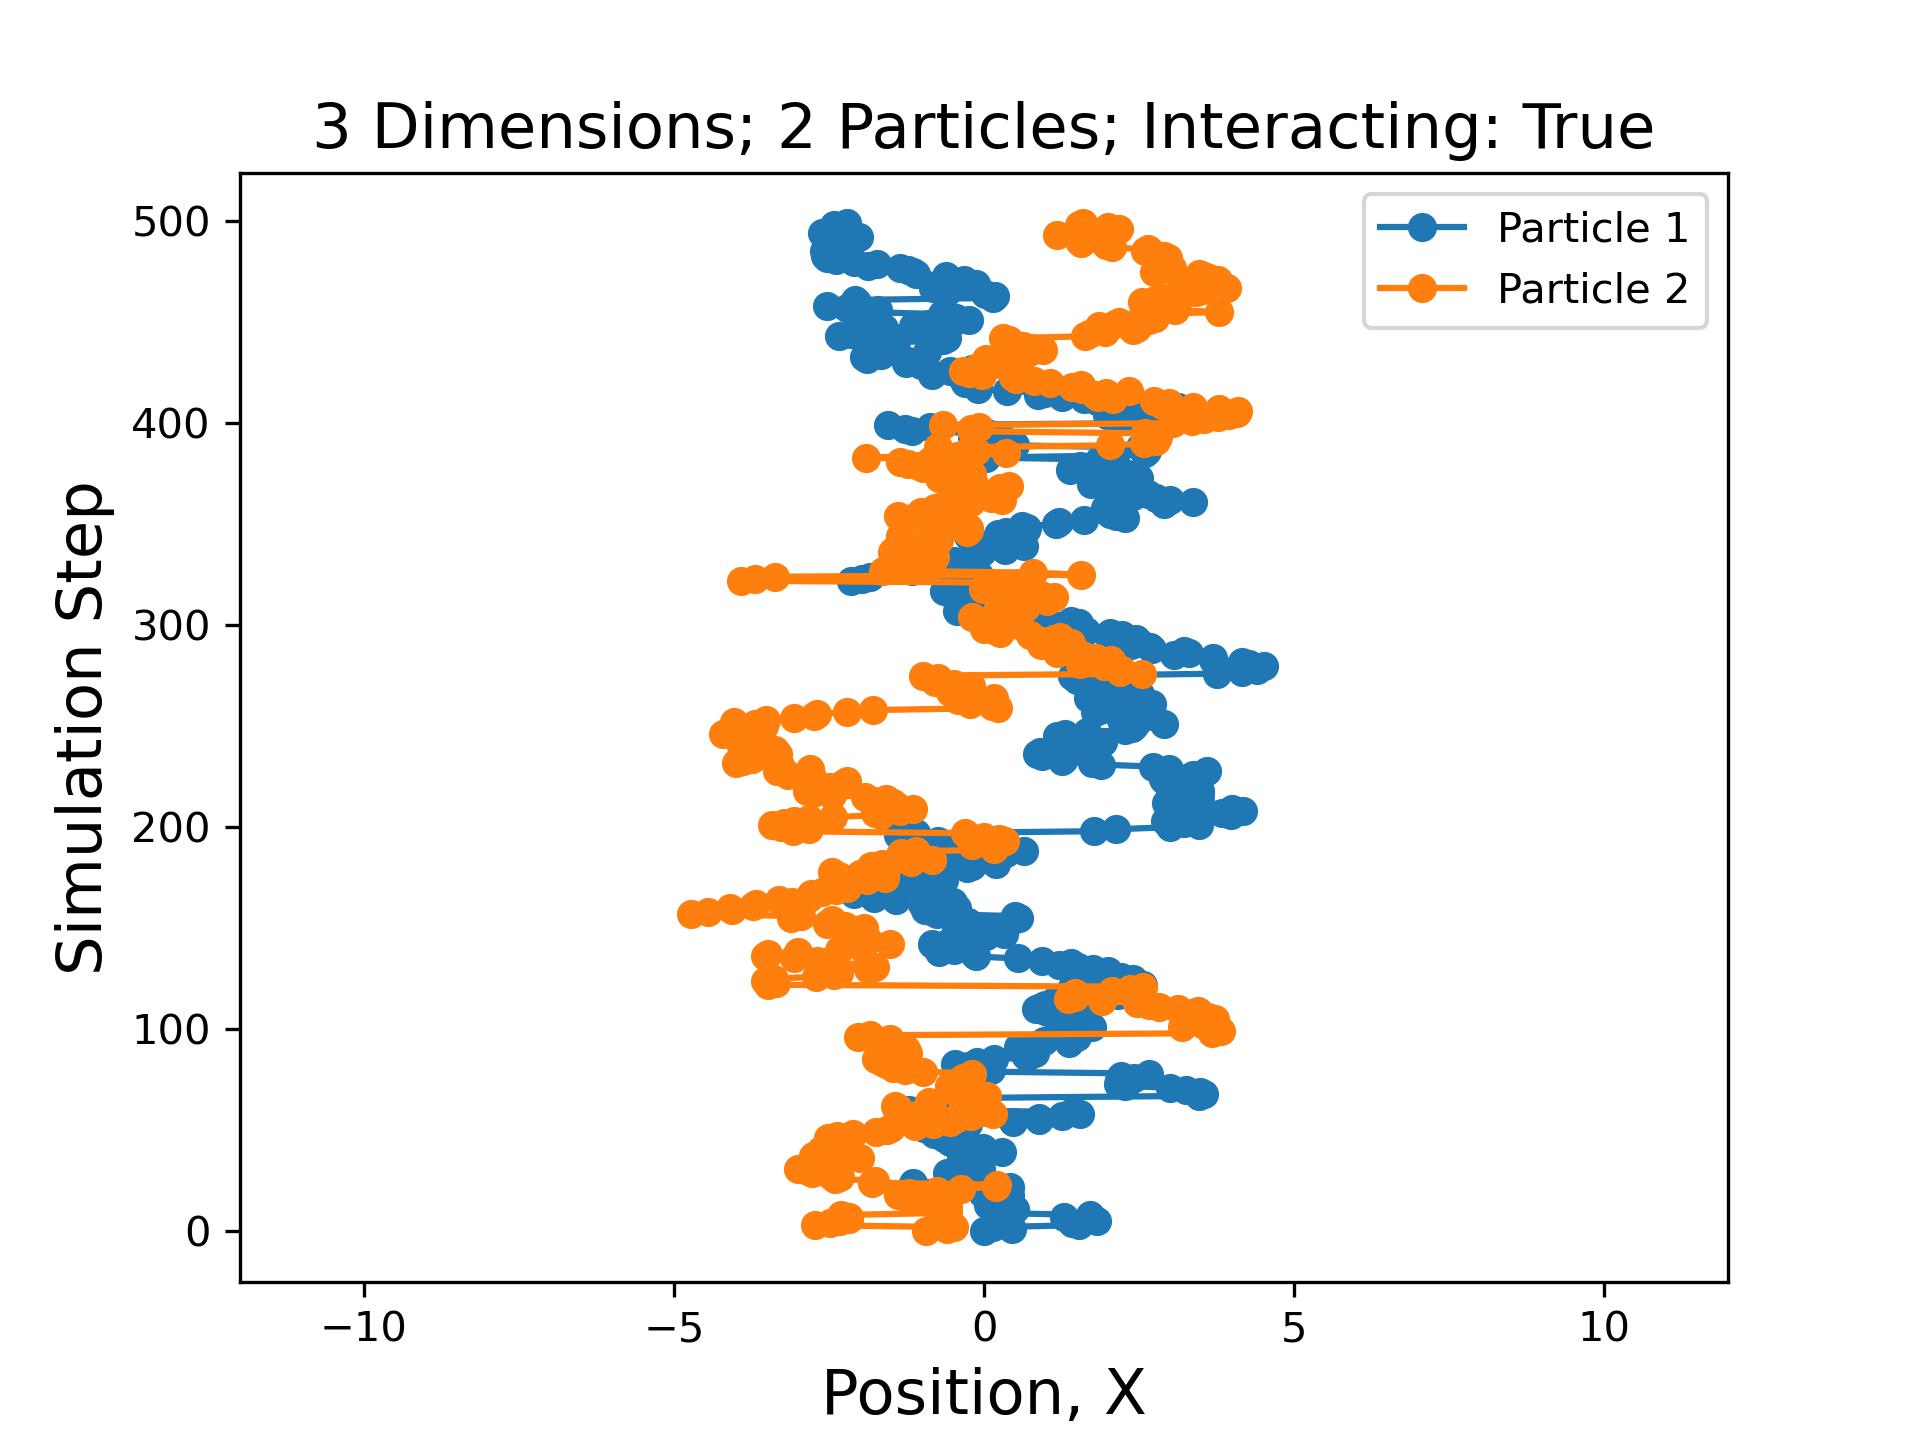 3 Dimensions; 2 Particles; Interacting: True
Particle 1
Particle 2
500
400
300
200
100
0
Simulation Step
−10
−5
0
5
10
Position, X